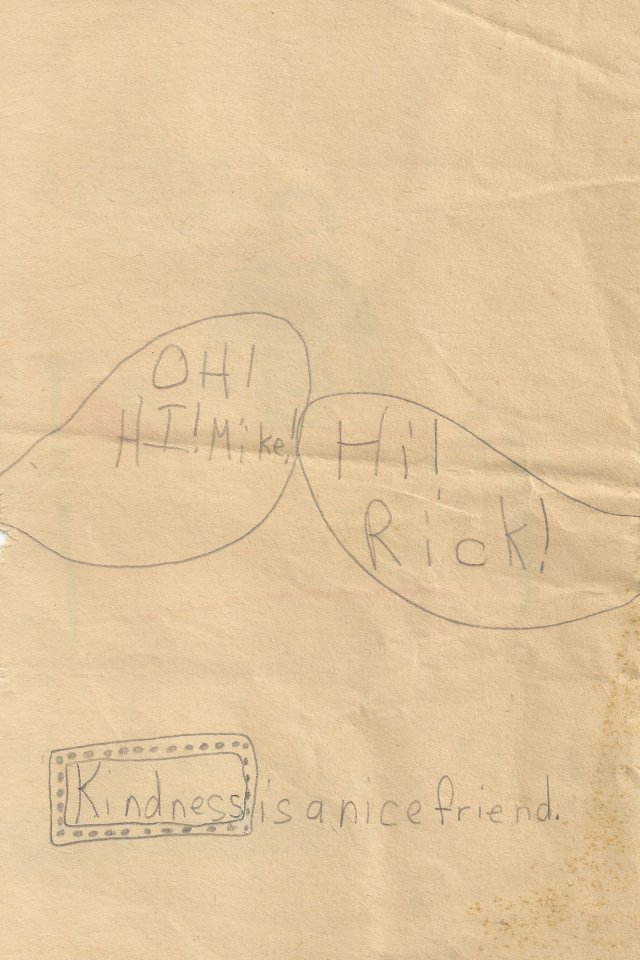 OH!
HI! Mike!
Hi!
Rick!
Kindness is a nice friend.